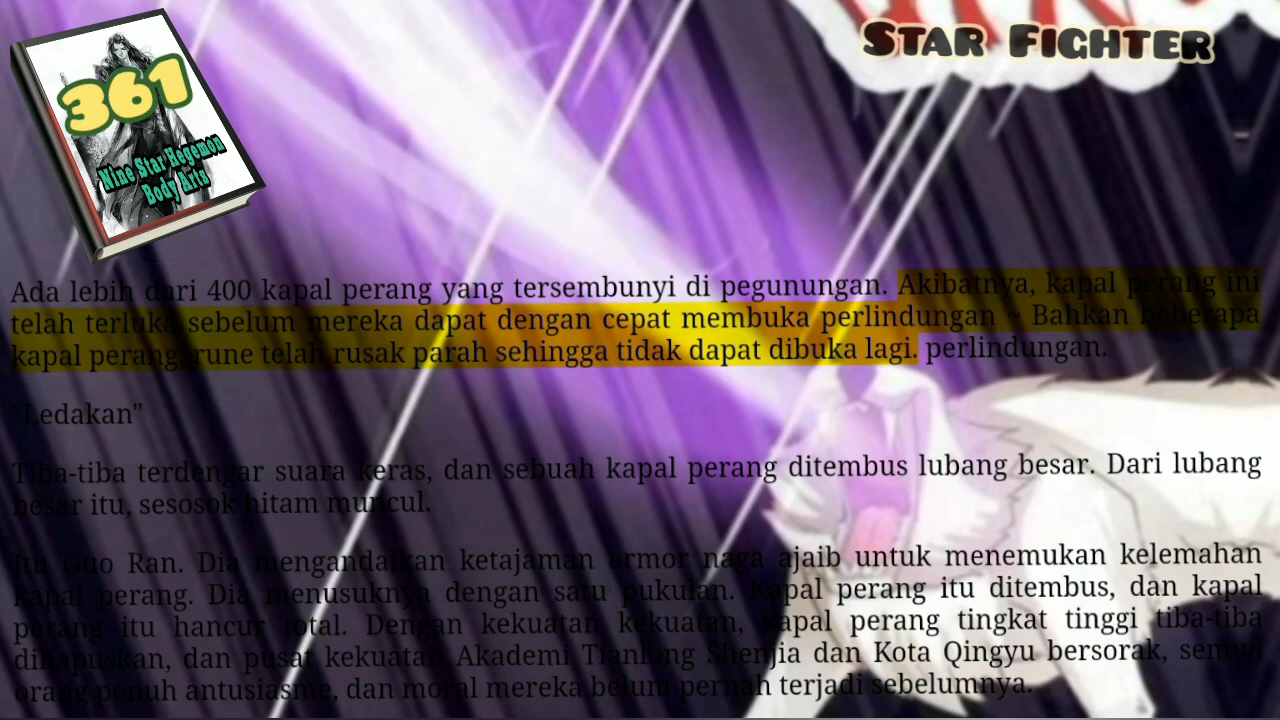 STAR FIGHTER
361
Nine Star Hegemon
Body Arts
Ada lebih dari 400 kapal perang yang tersembunyi di pegunungan. Akibatnya, kapal perang ini
telah terluka sebelum mereka dapat dengan cepat membuka perlindungan ~ Bahkan beberapa
kapal perang rune telah rusak parah sehingga tidak dapat dibuka lagi. perlindungan.
"Ledakan"
Tiba-tiba terdengar suara keras, dan sebuah kapal perang ditembus lubang besar. Dari lubang
besar itu, sesosok hitam muncul.
Itu Guo Ran. Dia mengandalkan ketajaman armor naga ajaib untuk menemukan kelemahan
kapal perang. Dia menusuknya dengan satu pukulan. Kapal perang itu ditembus, dan kapal
perang itu hancur total. Dengan kekuatan kekuatan, kapal perang tingkat tinggi tiba-tiba
dihapuskan, dan pusat kekuatan Akademi Tianlong Shenjia dan Kota Qingyu bersorak, semua
orang penuh antusiasme, dan moral mereka belum pernah terjadi sebelumnya.